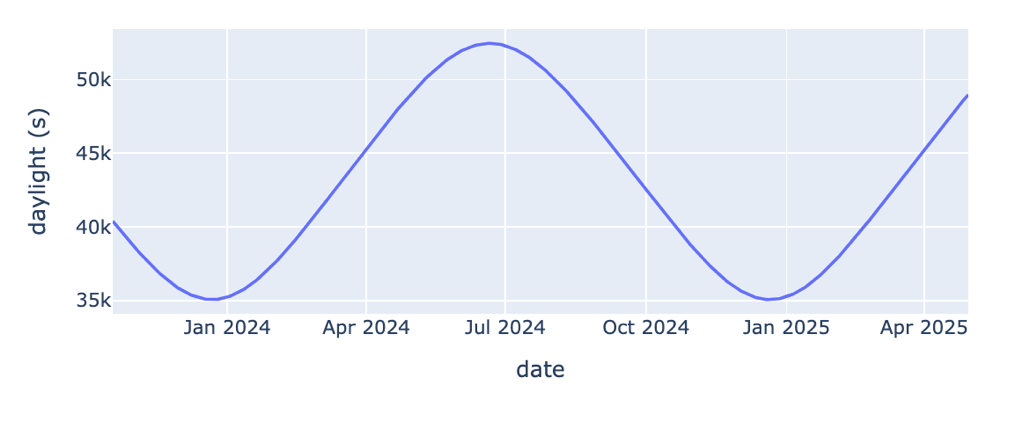 daylight (s)
50k
45k
40k
35k
Jan 2024
Apr 2024
Jul 2024
Oct 2024
Jan 2025
Apr 2025
date